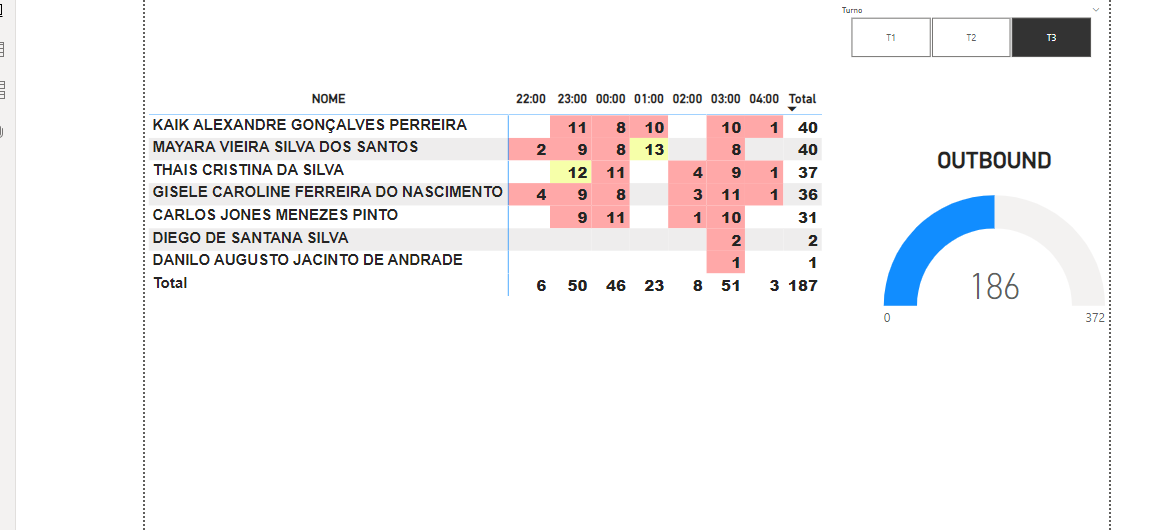 Turno
T1 T2 T3
NOME 22:00 23:00 00:00 01:00 02:00 03:00 04:00 Total
KAIK ALEXANDRE GONÇALVES PERREIRA 11 8 10 10 1 40
MAYARA VIEIRA SILVA DOS SANTOS 2 9 8 13 8 40
THAIS CRISTINA DA SILVA 12 11 4 9 1 37
GISELE CAROLINE FERREIRA DO NASCIMENTO 4 9 8 3 11 1 36
CARLOS JONES MENEZES PINTO 9 11 1 10 31
DIEGO DE SANTANA SILVA 2 2
DANILO AUGUSTO JACINTO DE ANDRADE 1 1
Total 6 50 46 23 8 51 3 187
OUTBOUND
186
0 372